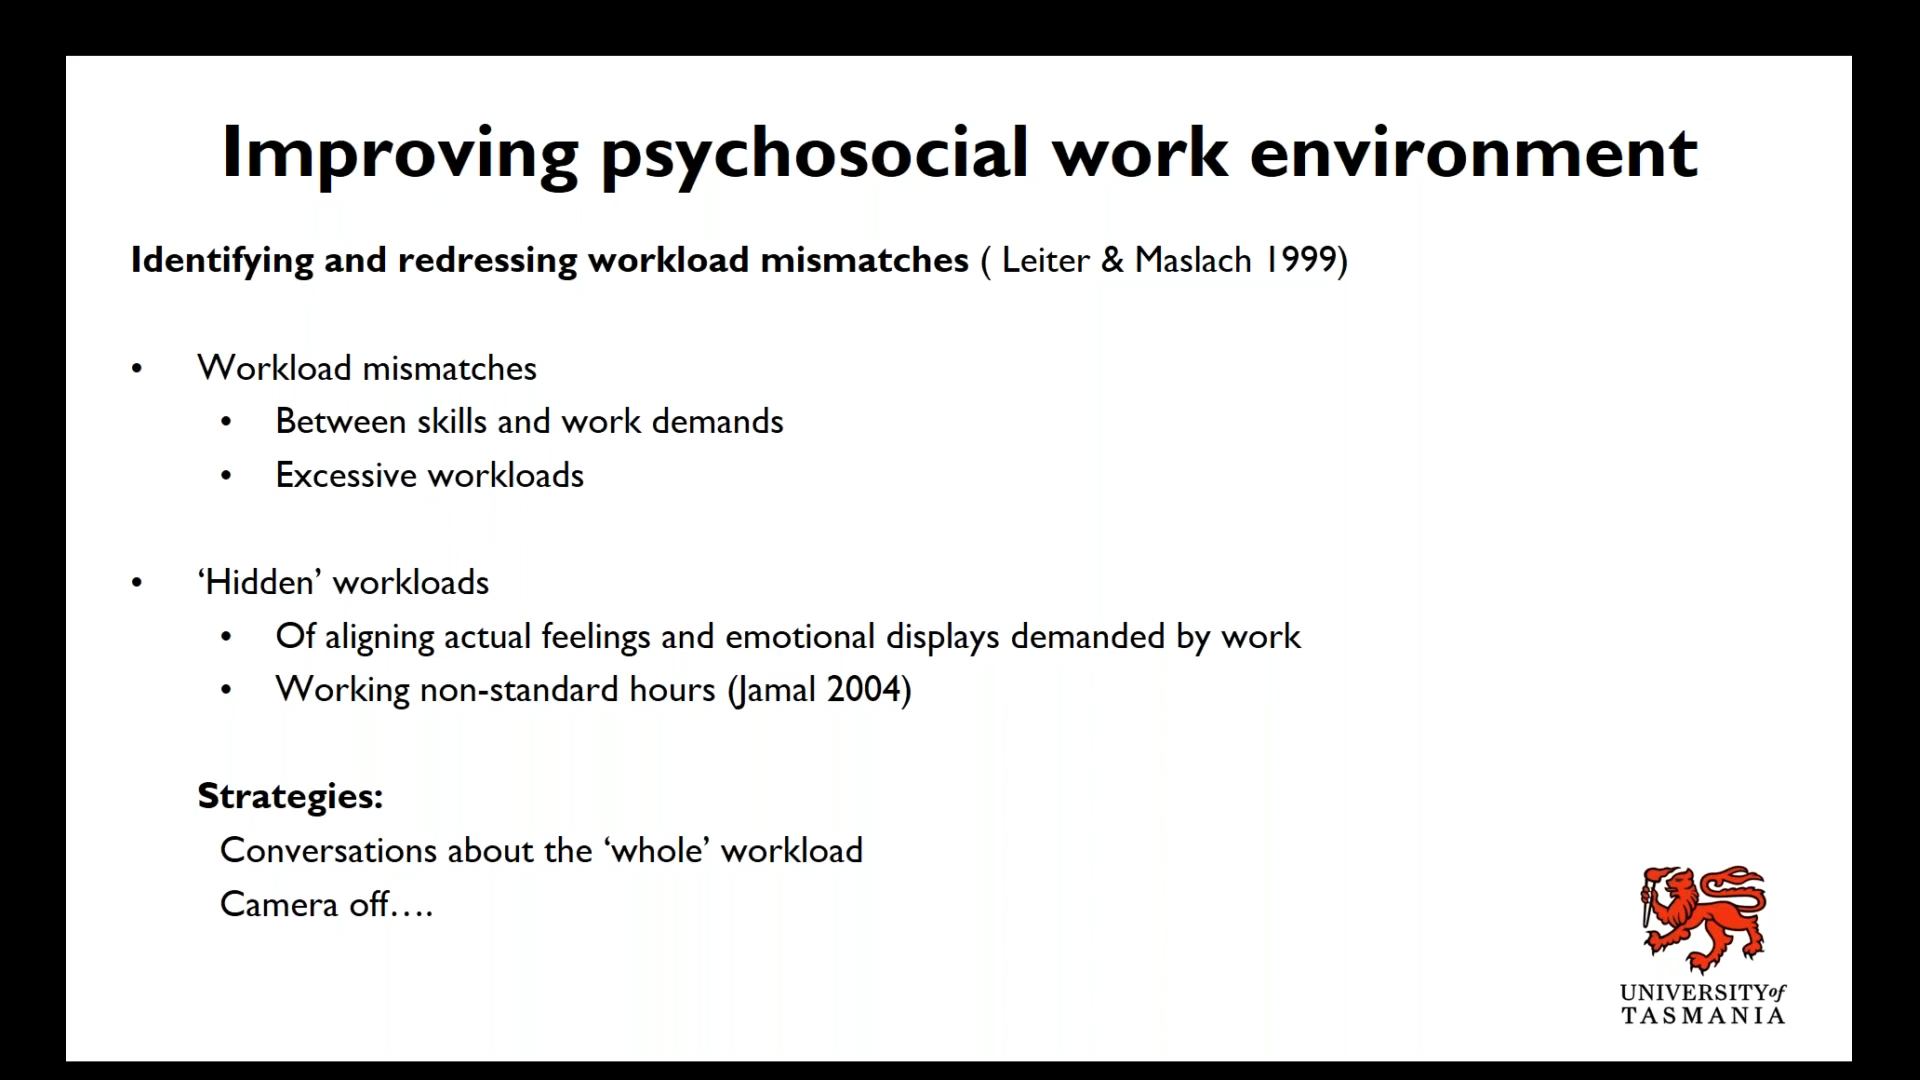 Improving psychosocial work environment
Identifying and redressing workload mismatches ( Leiter & Maslach 1999)
• Workload mismatches
• Between skills and work demands
• Excessive workloads
• ‘Hidden’ workloads
• Of aligning actual feelings and emotional displays demanded by work
• Working non-standard hours (Jamal 2004)
Strategies:
Conversations about the ‘whole’ workload
Camera off….
UNIVERSITY of
TASMANIA